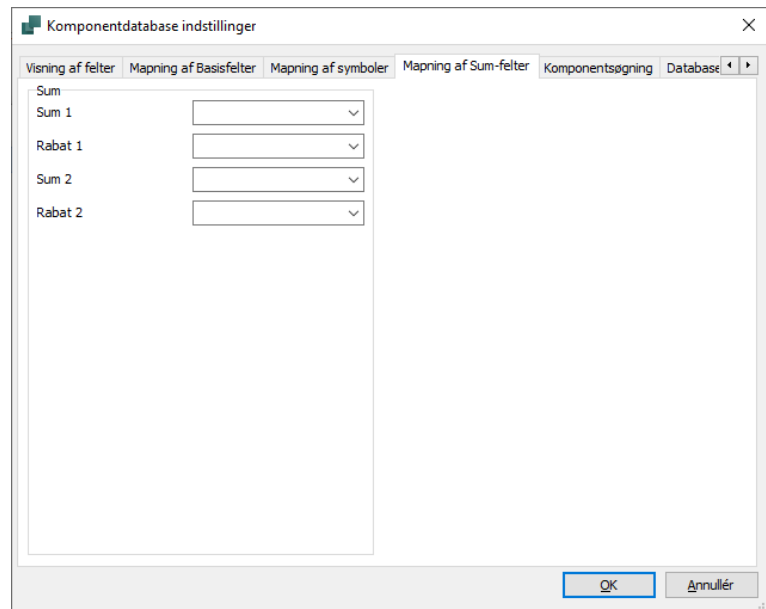 Komponentdatabase indstillinger
Visning af felter Mapning af Basisfelter Mapning af symboler Mapning af Sum-felter Komponentsøgning Database
Sum
Sum 1
Rabat 1
Sum 2
Rabat 2
OK Annullér